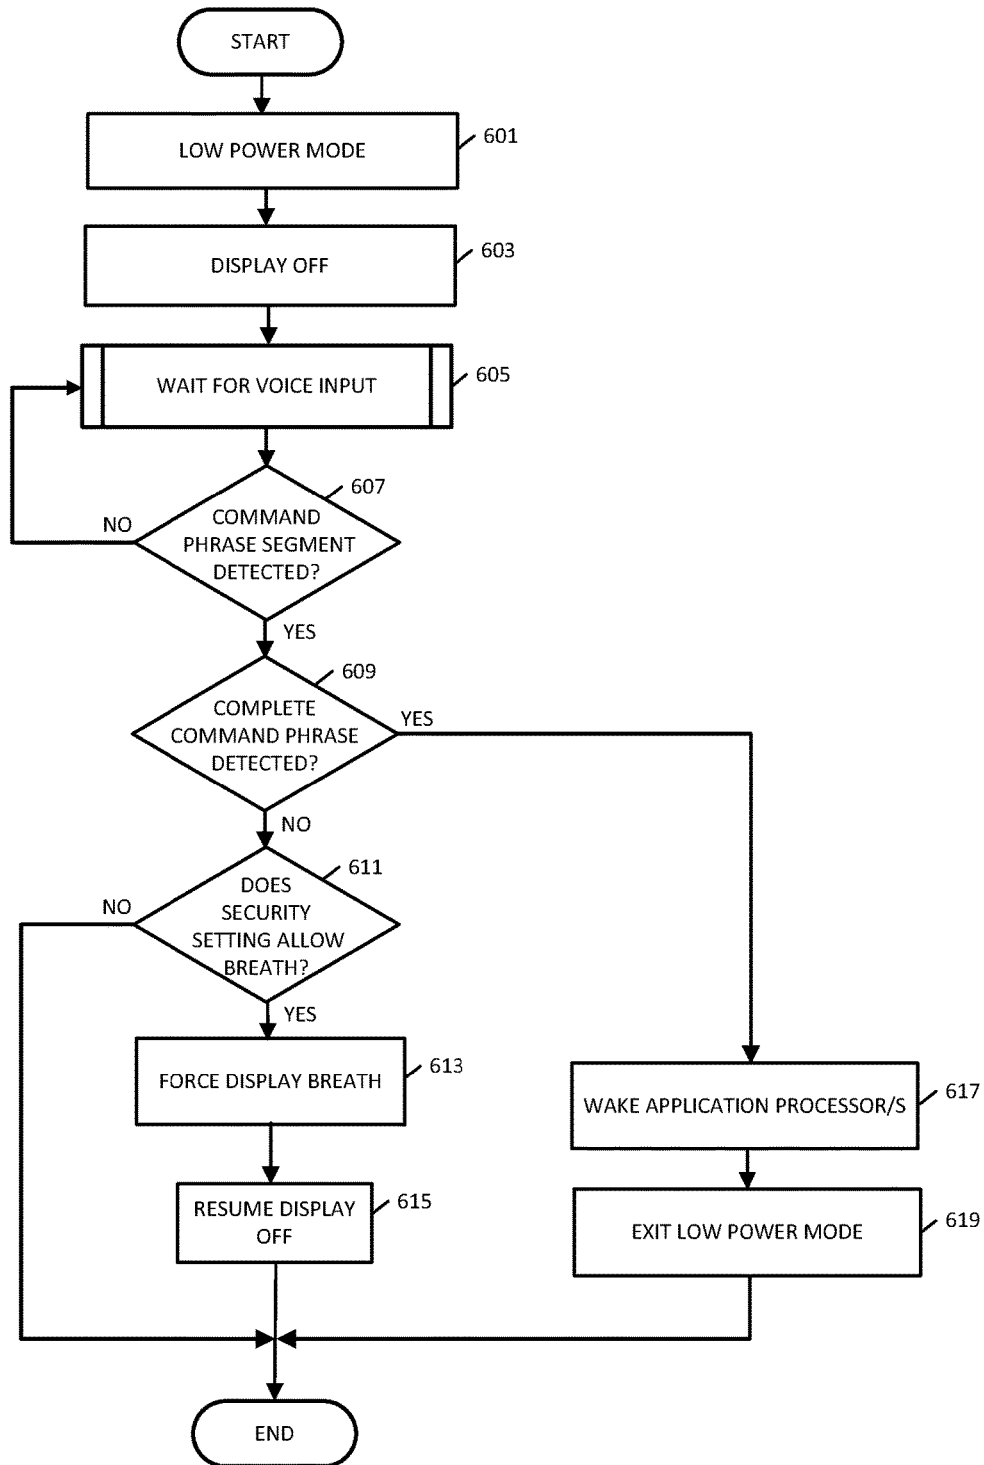 START
LOW POWER MODE
601
DISPLAY OFF
603
WAIT FOR VOICE INPUT
605
607
NO
COMMAND
PHRASE SEGMENT
DETECTED?
YES
609
COMPLETE
COMMAND PHRASE
DETECTED?
YES
NO
611
NO
DOES
SECURITY
SETTING ALLOW
BREATH?
YES
FORCE DISPLAY BREATH
613
WAKE APPLICATION PROCESSOR/S
617
RESUME DISPLAY
OFF
615
EXIT LOW POWER MODE
619
END